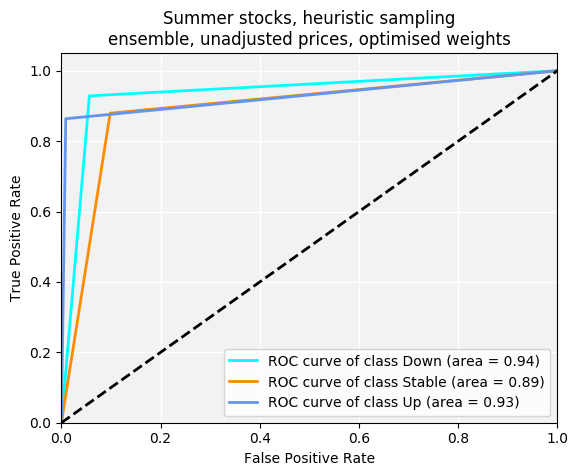 Summer stocks, heuristic sampling
ensemble, unadjusted prices, optimised weights
True Positive Rate
1.0
0.8
0.6
0.4
0.2
0.0
0.0 0.2 0.4 0.6 0.8 1.0
False Positive Rate
ROC curve of class Down (area = 0.94)
ROC curve of class Stable (area = 0.89)
ROC curve of class Up (area = 0.93)